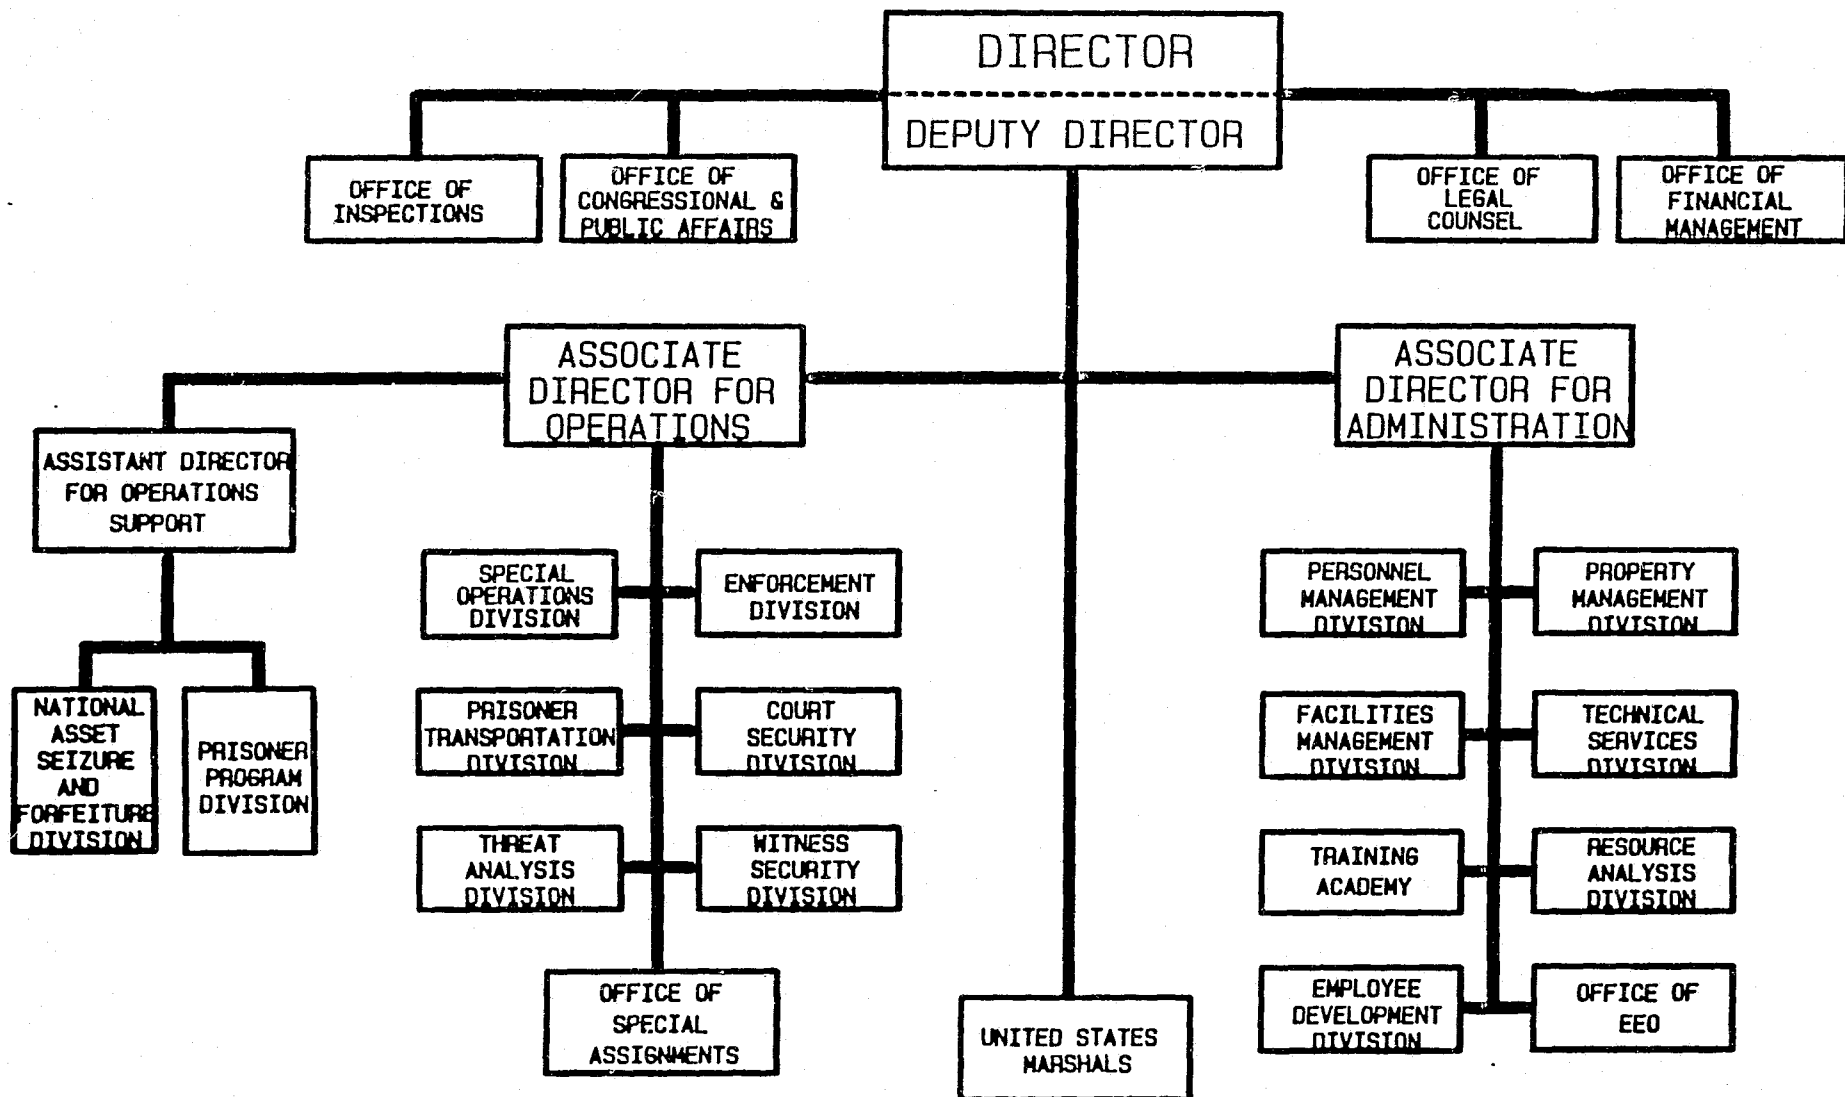 DIRECTOR
DEPUTY DIRECTOR
OFFICE OF
INSPECTIONS
OFFICE OF
CONGRESSIONAL &
PUBLIC AFFAIRS
OFFICE OF
LEGAL
COUNSEL
OFFICE OF
FINANCIAL
MANAGEMENT
ASSOCIATE
DIRECTOR FOR
OPERATIONS
ASSOCIATE
DIRECTOR FOR
ADMINISTRATION
ASSISTANT DIRECTOR
FOR OPERATIONS
SUPPORT
NATIONAL
ASSET
SEIZURE
AND
FORFEITURE
DIVISION
PRISONER
PROGRAM
DIVISION
SPECIAL
OPERATIONS
DIVISION
ENFORCEMENT
DIVISION
PRISONER
TRANSPORTATION
DIVISION
COURT
SECURITY
DIVISION
THREAT
ANALYSIS
DIVISION
WITNESS
SECURITY
DIVISION
OFFICE OF
SPECIAL
ASSIGNMENTS
UNITED STATES
MARSHALS
PERSONNEL
MANAGEMENT
DIVISION
PROPERTY
MANAGEMENT
DIVISION
FACILITIES
MANAGEMENT
DIVISION
TECHNICAL
SERVICES
DIVISION
TRAINING
ACADEMY
RESOURCE
ANALYSIS
DIVISION
EMPLOYEE
DEVELOPMENT
DIVISION
OFFICE OF
EEO